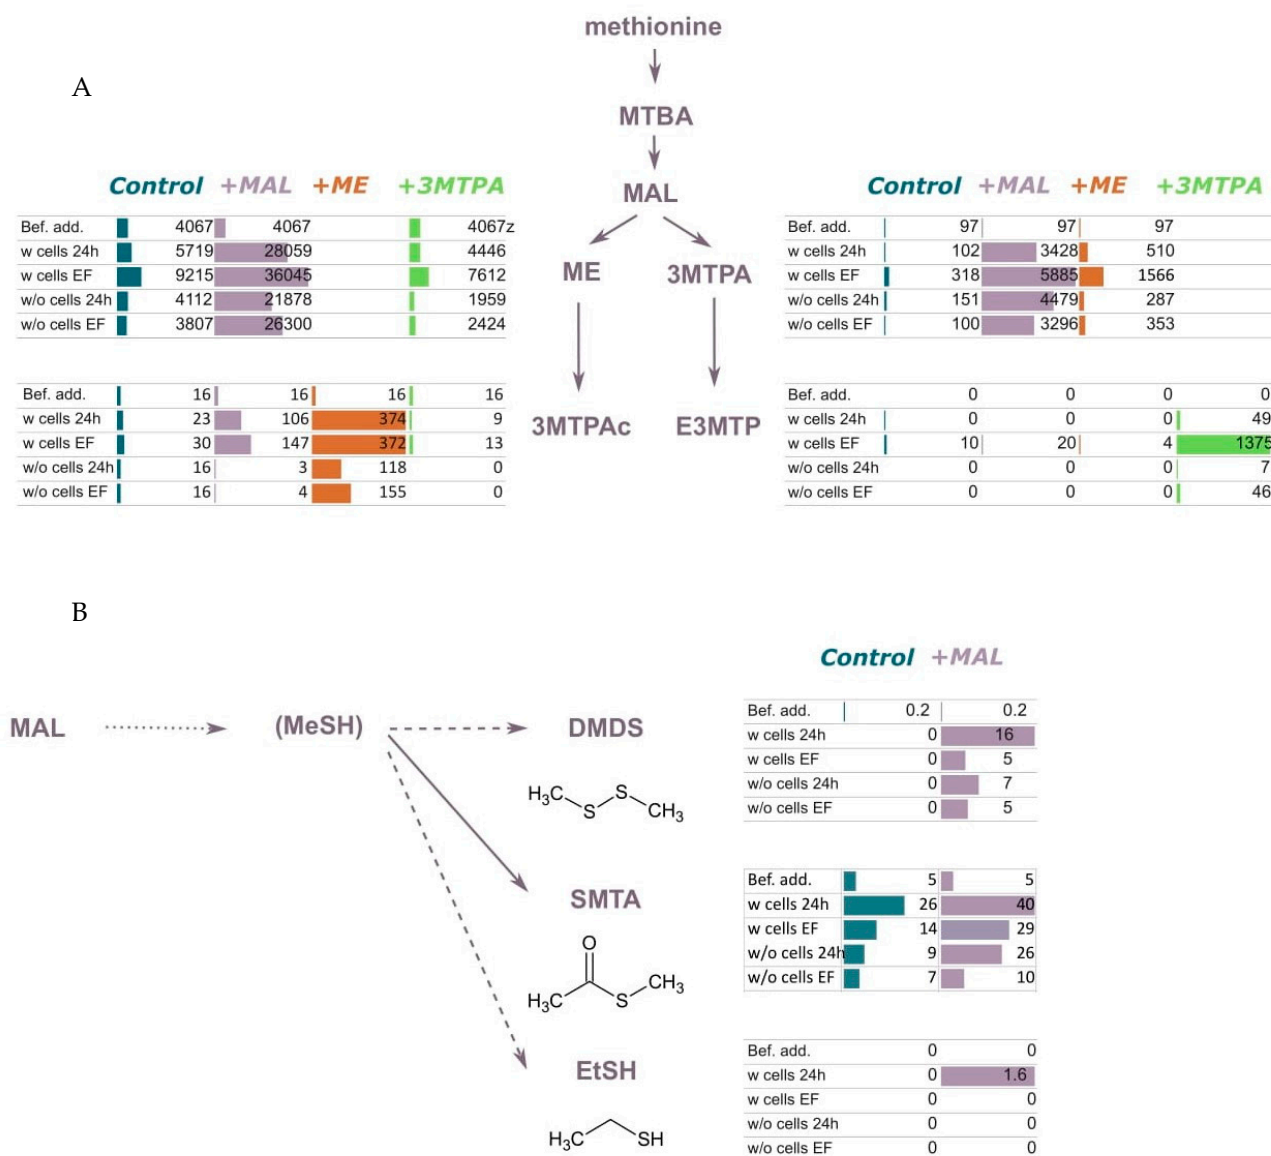 methionine
A
MTBA
Control +MAL +ME +3MTPA
MAL
Control +MAL +ME +3MTPA
Bef. add. 4067 4067 4067z
w cells 24h 5719 28059 4446
w cells EF 9215 36045 7612
w/o cells 24h 4112 21878 1959
w/o cells EF 3807 26300 2424
ME 3MTPA
Bef. add. 97 97 97
w cells 24h 102 3428 510
w cells EF 318 5885 1566
w/o cells 24h 151 4479 287
w/o cells EF 100 3296 353
Bef. add. 16 16 16 16
w cells 24h 23 106 374 9
w cells EF 30 147 372 13
w/o cells 24h 16 3 118 0
w/o cells EF 16 4 155 0
3MTPAc E3MTP
Bef. add. 0 0 0 0
w cells 24h 0 0 0 49
w cells EF 10 20 4 1375
w/o cells 24h 0 0 0 7
w/o cells EF 0 0 0 46
B
Control +MAL
MAL (MeSH) DMDS
H3C S S CH3
Bef. add. 0.2 0.2
w cells 24h 0 16
w cells EF 0 5
w/o cells 24h 0 7
w/o cells EF 0 5
SMTA
O
H3C S CH3
Bef. add. 5 5
w cells 24h 26 40
w cells EF 14 29
w/o cells 24h 9 26
w/o cells EF 7 10
EtSH
H3C SH
Bef. add. 0 0
w cells 24h 0 1.6
w cells EF 0 0
w/o cells 24h 0 0
w/o cells EF 0 0